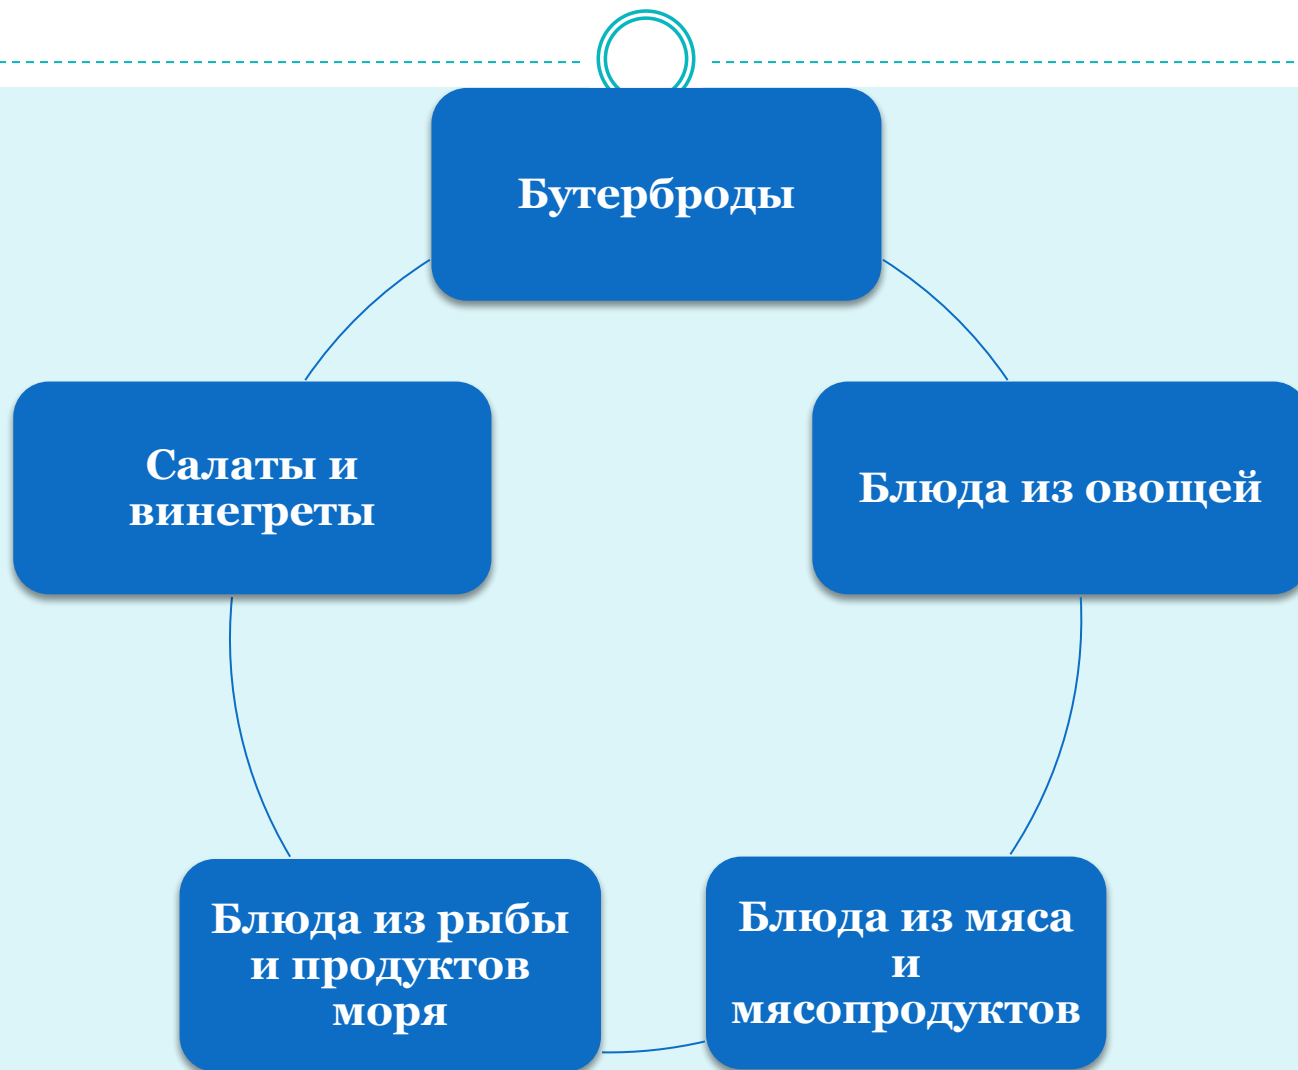 Бутерброды
Салаты и
винегреты
Блюда из овощей
Блюда из рыбы
и продуктов
моря
Блюда из мяса
и
мясопродуктов